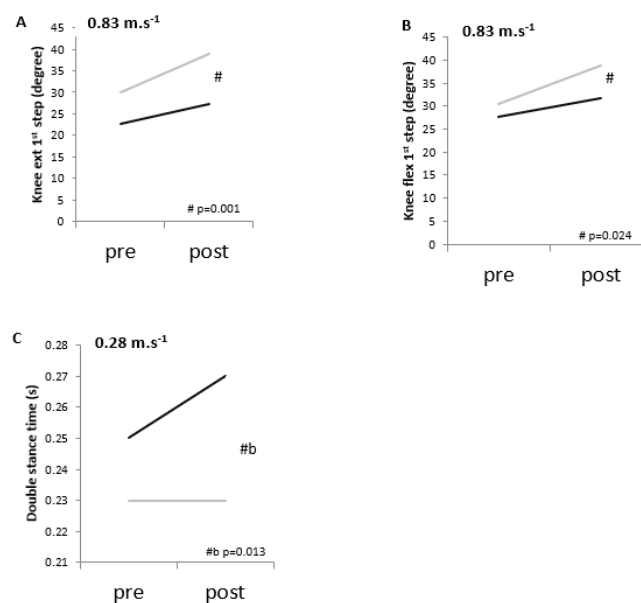 A
0.83 m.s⁻¹
Knee ext 1ˢᵗ step (degree)
45
40
35
30
25
20
15
10
5
0
#
# p=0.001
pre post
B
0.83 m.s⁻¹
Knee flex 1ˢᵗ step (degree)
45
40
35
30
25
20
15
10
5
0
#
# p=0.024
pre post
C
0.28 m.s⁻¹
Double stance time (s)
0.28
0.27
0.26
0.25
0.24
0.23
0.22
0.21
#b
#b p=0.013
pre post